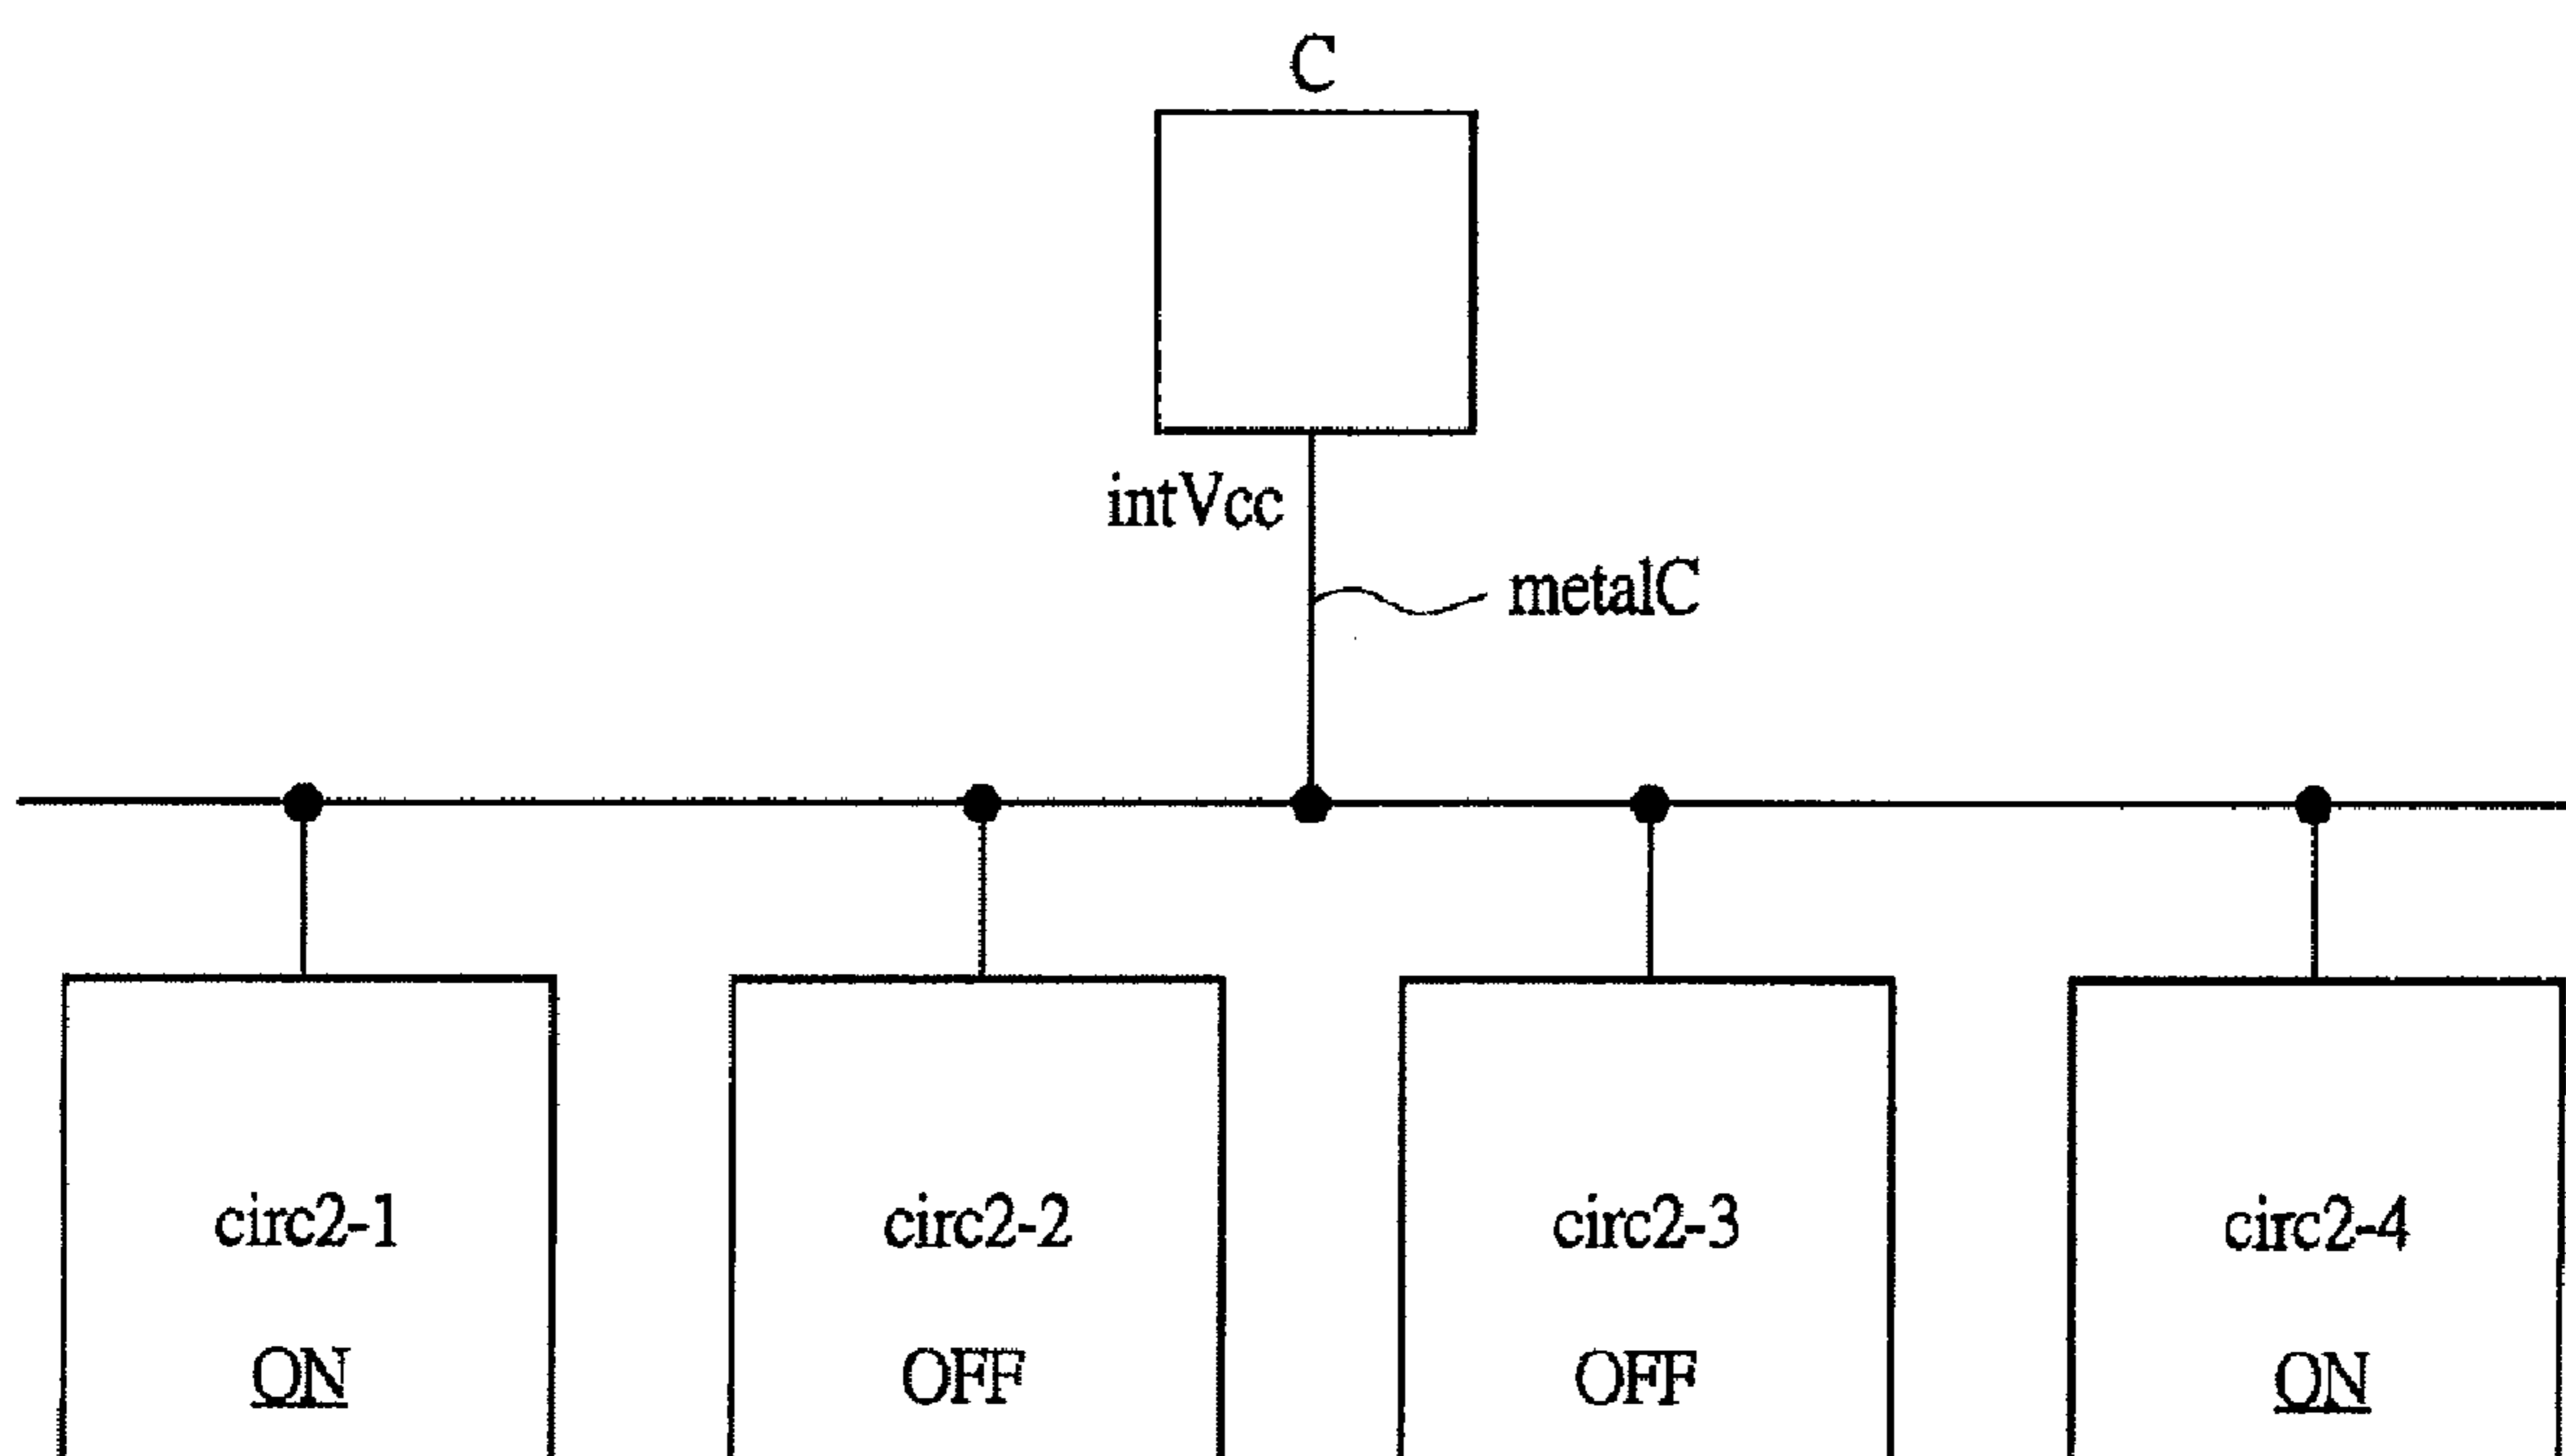 C
intVcc
metalC
circ2-1 circ2-2 circ2-3 circ2-4
ON OFF OFF ON